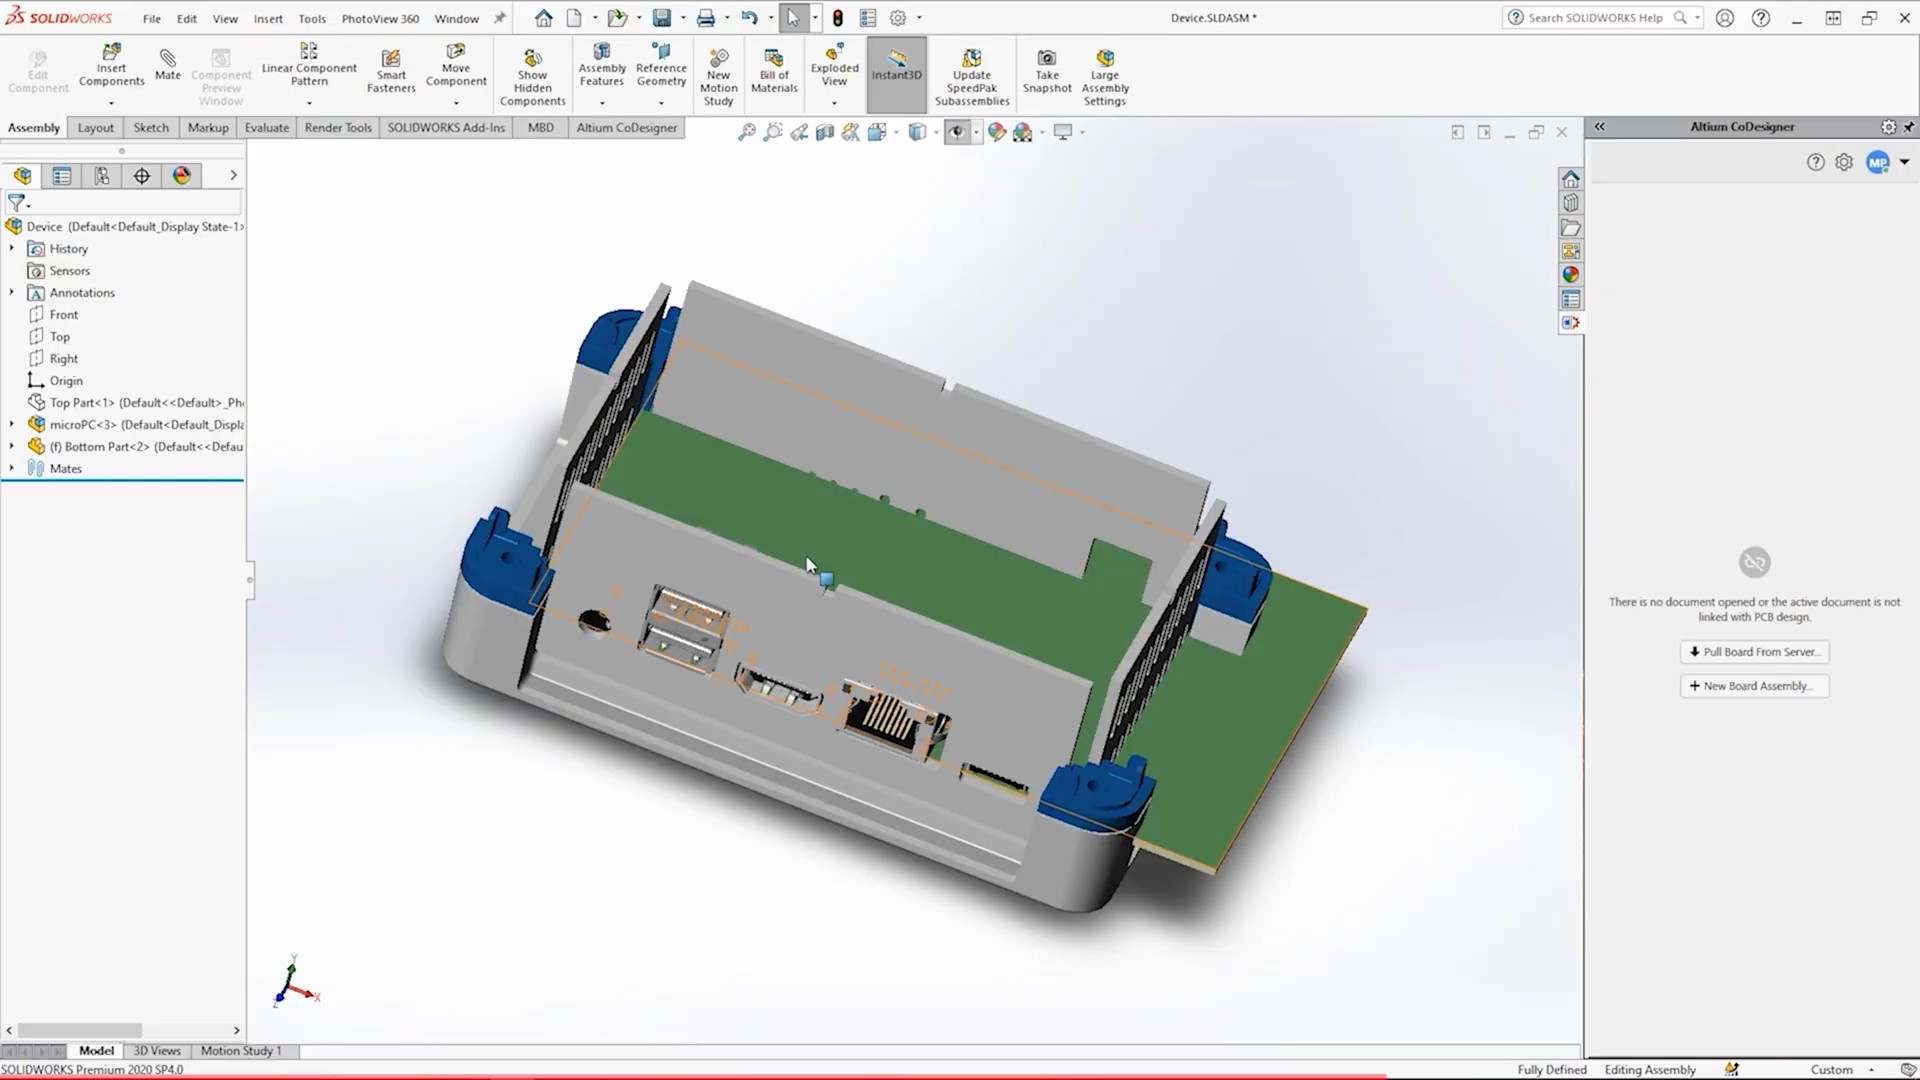 SOLIDWORKS File Edit View Insert Tools PhotoView 360 Window Device.SLDASM * Search SOLIDWORKS Help
Edit Component
Insert Components
Mate
Component Preview Window
Linear Component Pattern
Smart Fasteners
Move Component
Show Hidden Components
Assembly Features
Reference Geometry
New Motion Study
Bill of Materials
Exploded View
Instant3D
Update SpeedPak Subassemblies
Take Snapshot
Large Assembly Settings
Assembly Layout Sketch Markup Evaluate Render Tools SOLIDWORKS Add-Ins MBD Altium CoDesigner
Altium CoDesigner
MP
Device (Default<Default_Display State-1>
History
Sensors
Annotations
Front
Top
Right
Origin
Top Part<1> (Default<<Default>_Ph
microPC<3> (Default<Default_Displa
(f) Bottom Part<2> (Default<<Defau
Mates
There is no document opened or the active document is not
linked with PCB design.
Pull Board From Server...
New Board Assembly...
Y
X
Z
Model 3D Views Motion Study 1
SOLIDWORKS Premium 2020 SP4.0 Fully Defined Editing Assembly Custom